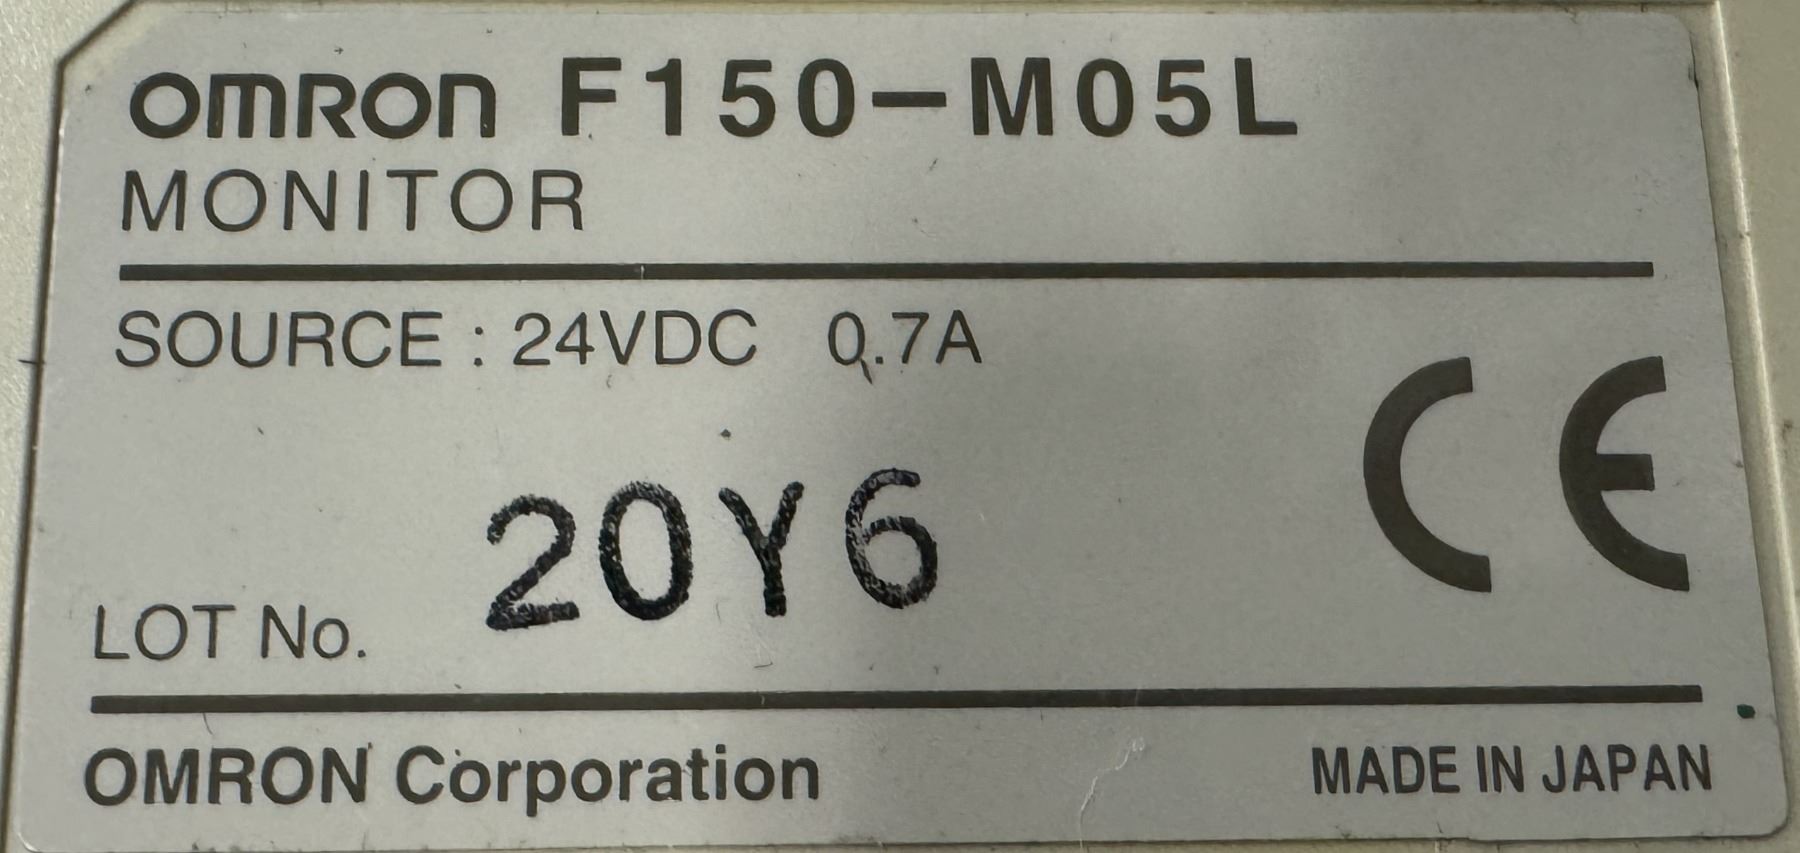 OMRON F150-M05L
MONITOR
SOURCE : 24VDC 0.7A
CE
LOT No. 20Y6
OMRON Corporation MADE IN JAPAN